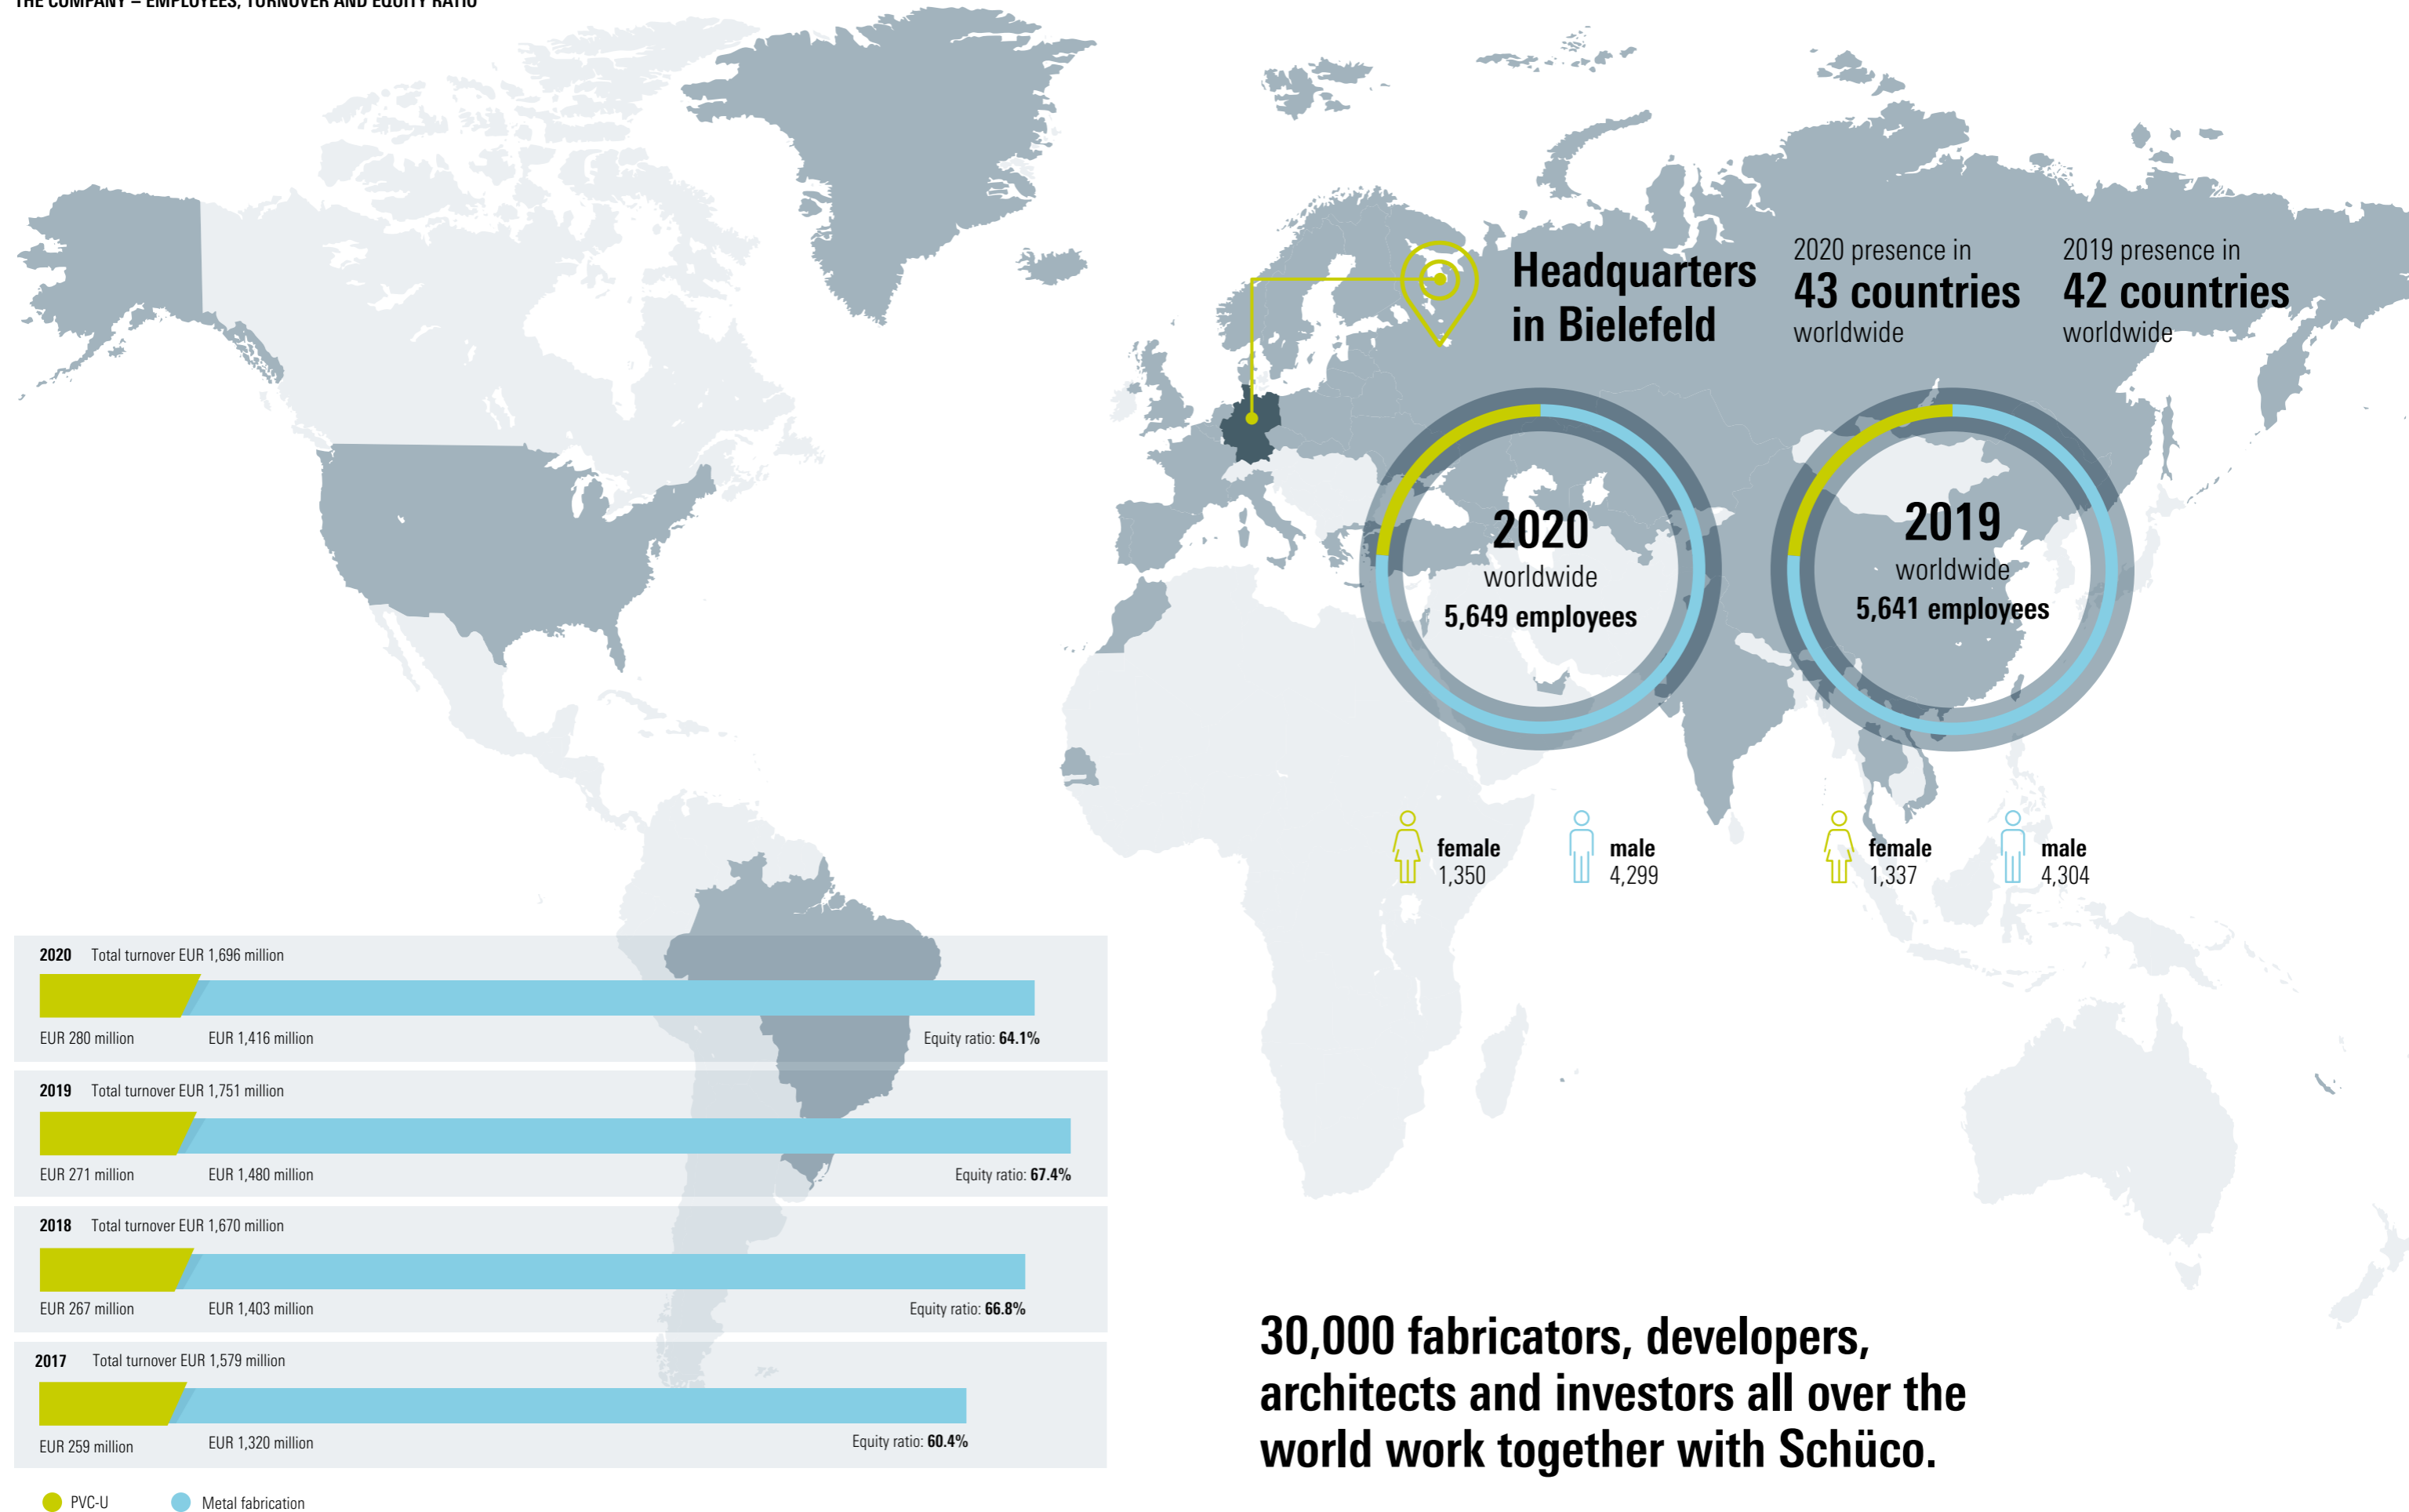 THE COMPANY – EMPLOYEES, TURNOVER AND EQUITY RATIO
Headquarters
in Bielefeld
2020 presence in
43 countries
worldwide
2019 presence in
42 countries
worldwide
2020
worldwide
5,649 employees
2019
worldwide
5,641 employees
female
1,350
male
4,299
female
1,337
male
4,304
2020 Total turnover EUR 1,696 million
EUR 280 million EUR 1,416 million Equity ratio: 64.1%
2019 Total turnover EUR 1,751 million
EUR 271 million EUR 1,480 million Equity ratio: 67.4%
2018 Total turnover EUR 1,670 million
EUR 267 million EUR 1,403 million Equity ratio: 66.8%
2017 Total turnover EUR 1,579 million
EUR 259 million EUR 1,320 million Equity ratio: 60.4%
PVC-U Metal fabrication
30,000 fabricators, developers,
architects and investors all over the
world work together with Schüco.